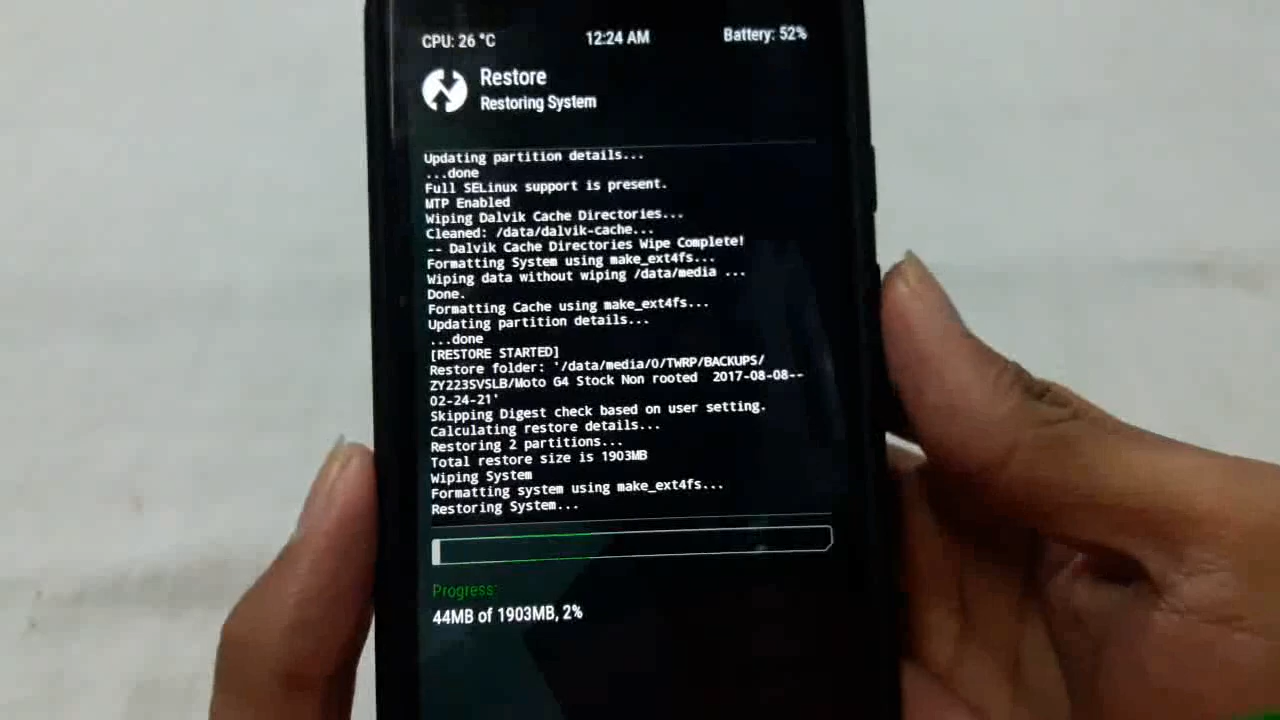 CPU: 26 °C 12:24 AM Battery: 52%
Restore
Restoring System
Updating partition details...
...done
Full SELinux support is present.
MTP Enabled
Wiping Dalvik Cache Directories...
Cleaned: /data/dalvik-cache...
-- Dalvik Cache Directories Wipe Complete!
Formatting System using make_ext4fs...
Wiping data without wiping /data/media ...
Done.
Formatting Cache using make_ext4fs...
Updating partition details...
...done
[RESTORE STARTED]
Restore folder: '/data/media/0/TWRP/BACKUPS/
ZY223SVSLB/Moto G4 Stock Non rooted  2017-08-08--
02-24-21'
Skipping Digest check based on user setting.
Calculating restore details...
Restoring 2 partitions...
Total restore size is 1903MB
Wiping System
Formatting system using make_ext4fs...
Restoring System...
Progress:
44MB of 1903MB, 2%